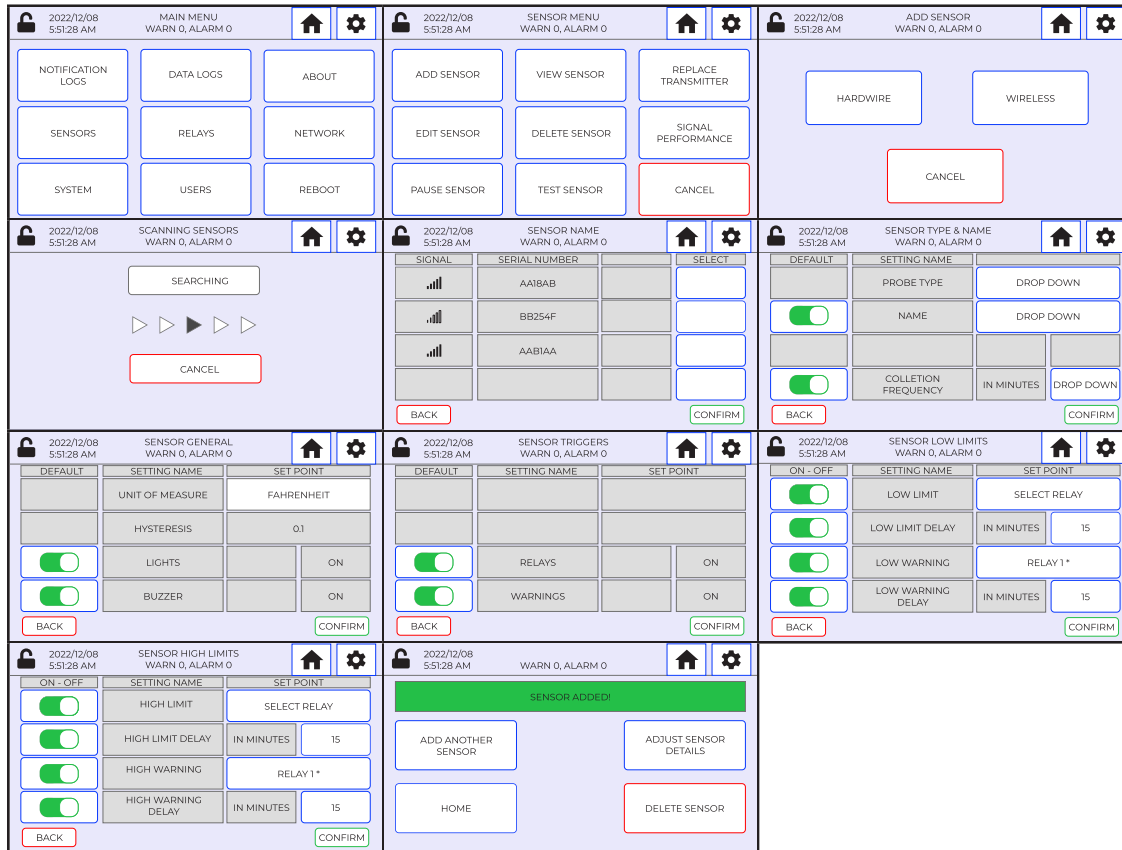 2022/12/08
5:51:28 AM
MAIN MENU
WARN 0, ALARM 0
NOTIFICATION
LOGS
DATA LOGS
ABOUT
SENSORS
RELAYS
NETWORK
SYSTEM
USERS
REBOOT
2022/12/08
5:51:28 AM
SENSOR MENU
WARN 0, ALARM 0
ADD SENSOR
VIEW SENSOR
REPLACE
TRANSMITTER
EDIT SENSOR
DELETE SENSOR
SIGNAL
PERFORMANCE
PAUSE SENSOR
TEST SENSOR
CANCEL
2022/12/08
5:51:28 AM
ADD SENSOR
WARN 0, ALARM 0
HARDWIRE
WIRELESS
CANCEL
2022/12/08
5:51:28 AM
SCANNING SENSORS
WARN 0, ALARM 0
SEARCHING
CANCEL
2022/12/08
5:51:28 AM
SENSOR NAME
WARN 0, ALARM 0
SIGNAL
SERIAL NUMBER
SELECT
AA18AB
BB254F
AAB1AA
BACK
CONFIRM
2022/12/08
5:51:28 AM
SENSOR TYPE & NAME
WARN 0, ALARM 0
DEFAULT
SETTING NAME
PROBE TYPE
DROP DOWN
NAME
DROP DOWN
COLLETION
FREQUENCY
IN MINUTES
DROP DOWN
BACK
CONFIRM
2022/12/08
5:51:28 AM
SENSOR GENERAL
WARN 0, ALARM 0
DEFAULT
SETTING NAME
SET POINT
UNIT OF MEASURE
FAHRENHEIT
HYSTERESIS
0.1
LIGHTS
ON
BUZZER
ON
BACK
CONFIRM
2022/12/08
5:51:28 AM
SENSOR TRIGGERS
WARN 0, ALARM 0
DEFAULT
SETTING NAME
SET POINT
RELAYS
ON
WARNINGS
ON
BACK
CONFIRM
2022/12/08
5:51:28 AM
SENSOR LOW LIMITS
WARN 0, ALARM 0
ON - OFF
SETTING NAME
SET POINT
LOW LIMIT
SELECT RELAY
LOW LIMIT DELAY
IN MINUTES
15
LOW WARNING
RELAY 1 *
LOW WARNING
DELAY
IN MINUTES
15
BACK
CONFIRM
2022/12/08
5:51:28 AM
SENSOR HIGH LIMITS
WARN 0, ALARM 0
ON - OFF
SETTING NAME
SET POINT
HIGH LIMIT
SELECT RELAY
HIGH LIMIT DELAY
IN MINUTES
15
HIGH WARNING
RELAY 1 *
HIGH WARNING
DELAY
IN MINUTES
15
BACK
CONFIRM
2022/12/08
5:51:28 AM
WARN 0, ALARM 0
SENSOR ADDED!
ADD ANOTHER
SENSOR
ADJUST SENSOR
DETAILS
HOME
DELETE SENSOR